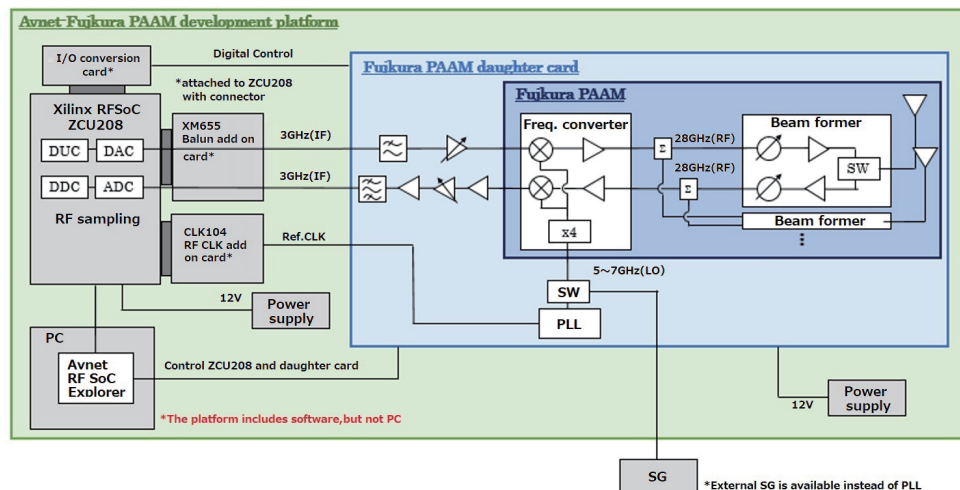 Avnet-Fujkura PAAM development platform
I/O conversion
card*
Digital Control
*attached to ZCU208
with connector
Fujkura PAAM daughter card
Fujkura PAAM
Xilinx RFSoC
ZCU208
DUC
DAC
DDC
ADC
RF sampling
XM655
Balun add on
card*
3GHz(IF)
3GHz(IF)
Freq. converter
x4
Σ
Σ
28GHz(RF)
28GHz(RF)
Beam former
SW
Beam former
⋮
CLK104
RF CLK add
on card*
Ref.CLK
5~7GHz(LO)
SW
PLL
12V
Power
supply
PC
Avnet
RF SoC
Explorer
Control ZCU208 and daughter card
*The platform includes software,but not PC
12V
Power
supply
SG
*External SG is available instead of PLL